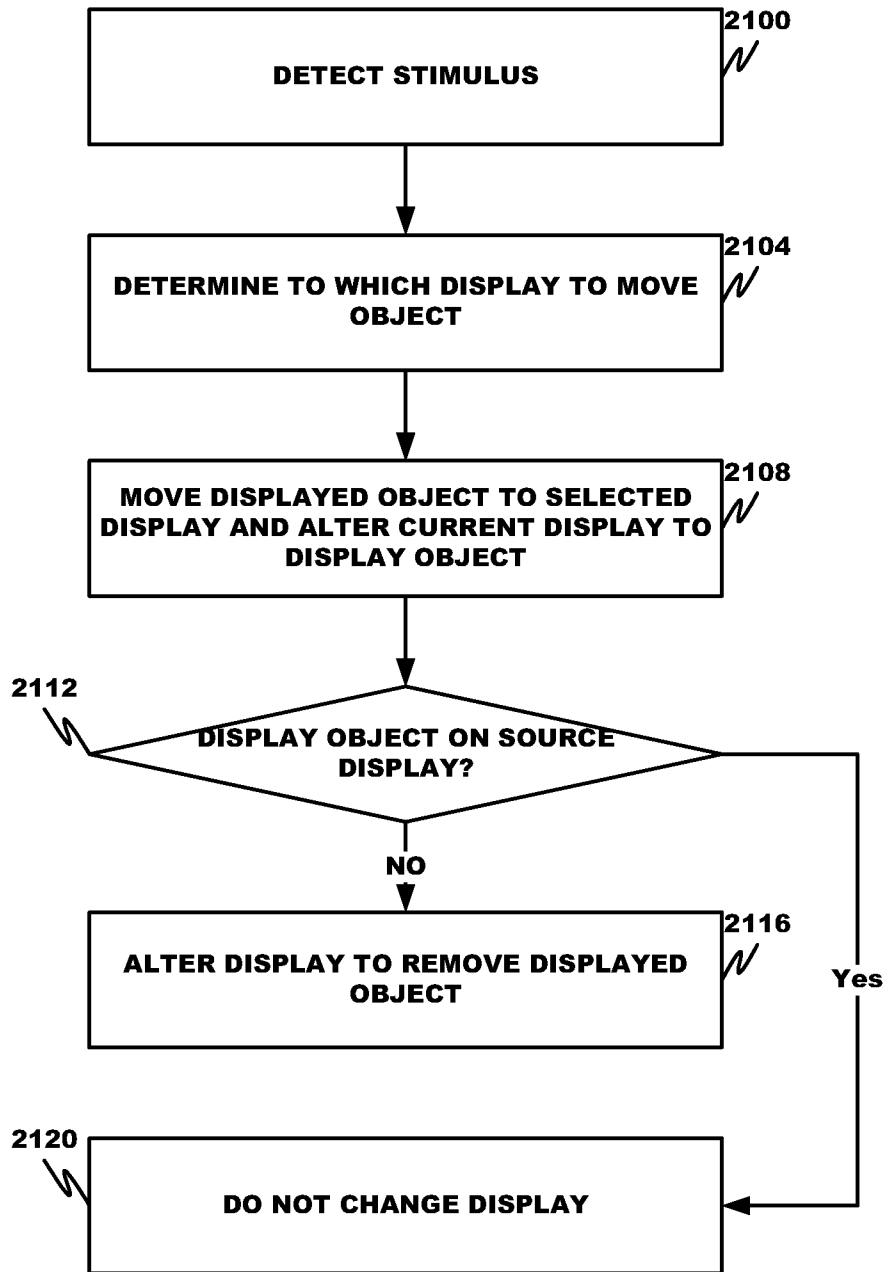 2100
DETECT STIMULUS
2104
DETERMINE TO WHICH DISPLAY TO MOVE
OBJECT
2108
MOVE DISPLAYED OBJECT TO SELECTED
DISPLAY AND ALTER CURRENT DISPLAY TO
DISPLAY OBJECT
2112
DISPLAY OBJECT ON SOURCE
DISPLAY?
NO
2116
ALTER DISPLAY TO REMOVE DISPLAYED
OBJECT
Yes
2120
DO NOT CHANGE DISPLAY